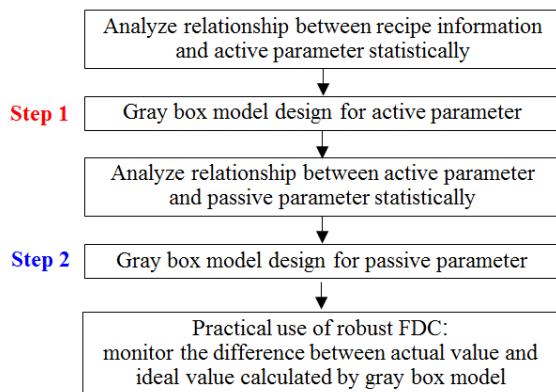 Analyze relationship between recipe information
and active parameter statistically
Step 1
Gray box model design for active parameter
Analyze relationship between active parameter
and passive parameter statistically
Step 2
Gray box model design for passive parameter
Practical use of robust FDC:
monitor the difference between actual value and
ideal value calculated by gray box model